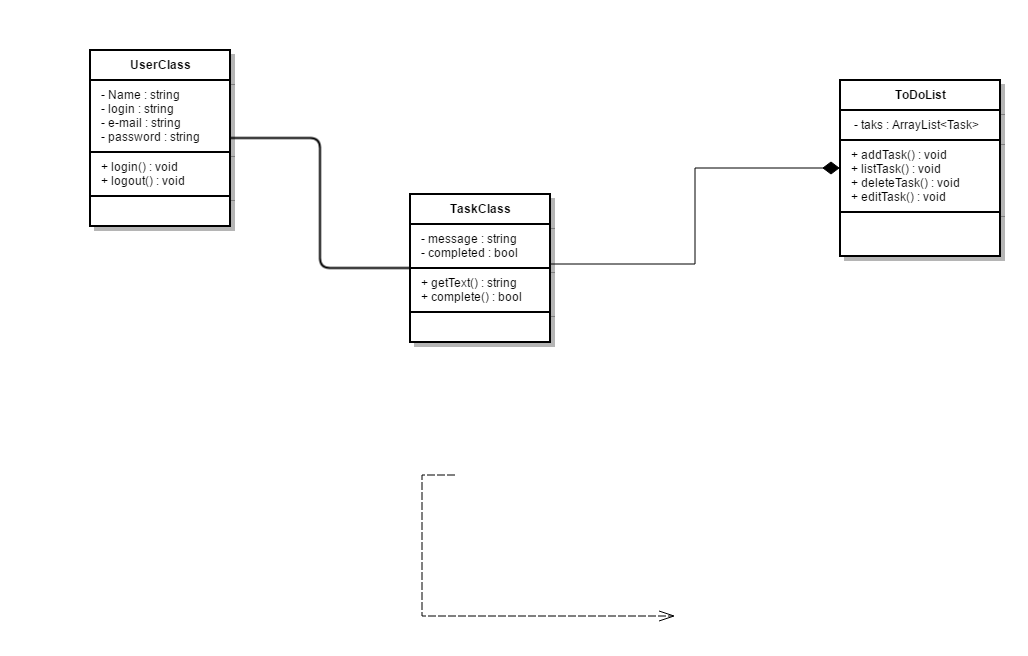 UserClass
- Name : string
- login : string
- e-mail : string
- password : string
+ login() : void
+ logout() : void
TaskClass
- message : string
- completed : bool
+ getText() : string
+ complete() : bool
ToDoList
- taks : ArrayList<Task>
+ addTask() : void
+ listTask() : void
+ deleteTask() : void
+ editTask() : void